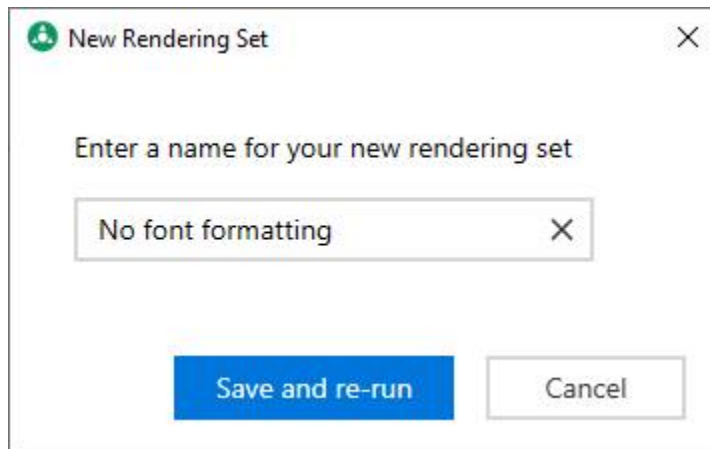 New Rendering Set
Enter a name for your new rendering set
No font formatting
Save and re-run
Cancel